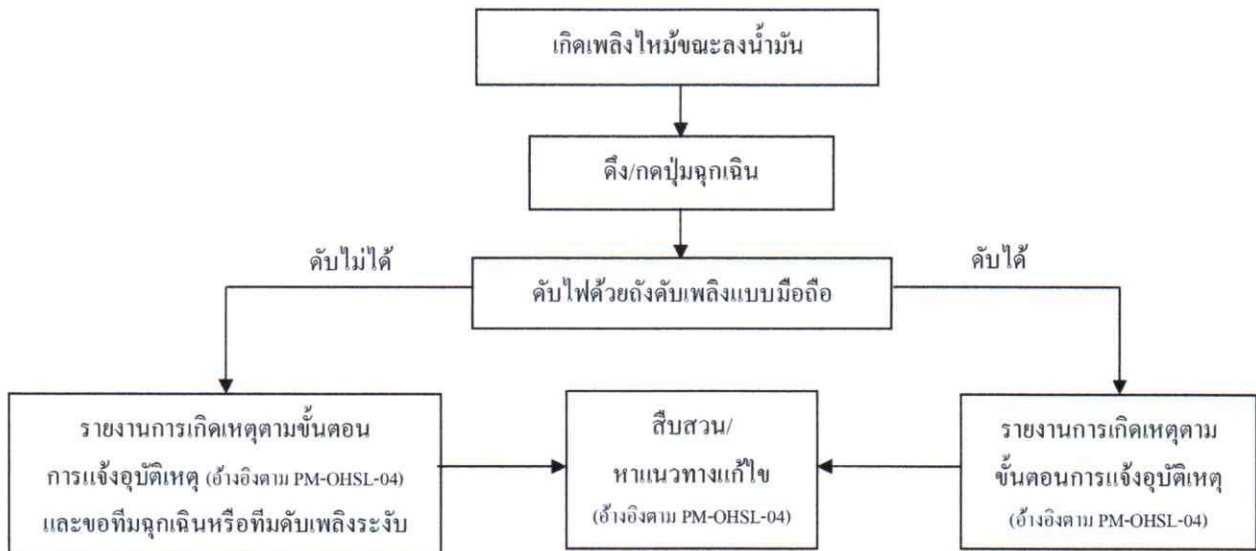 เกิดเพลิงไหม้ขณะลงน้ำมัน
ดึง/กดปุ่มฉุกเฉิน
ดับไม่ได้
ดับได้
ดับไฟด้วยถังดับเพลิงแบบมือถือ
รายงานการเกิดเหตุตามขั้นตอน
การแจ้งอุบัติเหตุ (อ้างอิงตาม PM-OHSL-04)
และขอทีมฉุกเฉินหรือทีมดับเพลิงระงับ
สืบสวน/
หาแนวทางแก้ไข
(อ้างอิงตาม PM-OHSL-04)
รายงานการเกิดเหตุตาม
ขั้นตอนการแจ้งอุบัติเหตุ
(อ้างอิงตาม PM-OHSL-04)